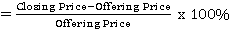 = Closing Price−Offering Price / Offering Price x 100%